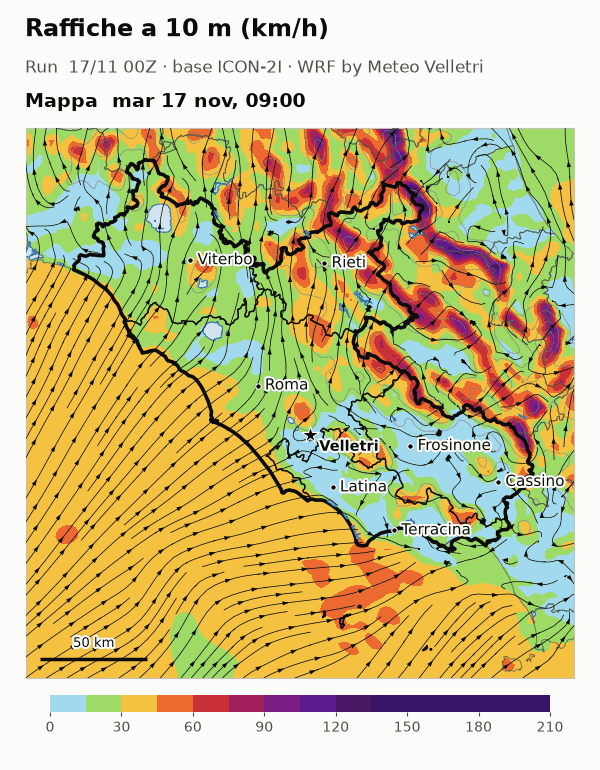 Raffiche a 10 m (km/h)
Run 17/11 00Z · base ICON-2I · WRF by Meteo Velletri
Mappa mar 17 nov, 09:00
Viterbo
Rieti
Roma
Velletri
Frosinone
Cassino
Latina
Terracina
50 km
0 30 60 90 120 150 180 210